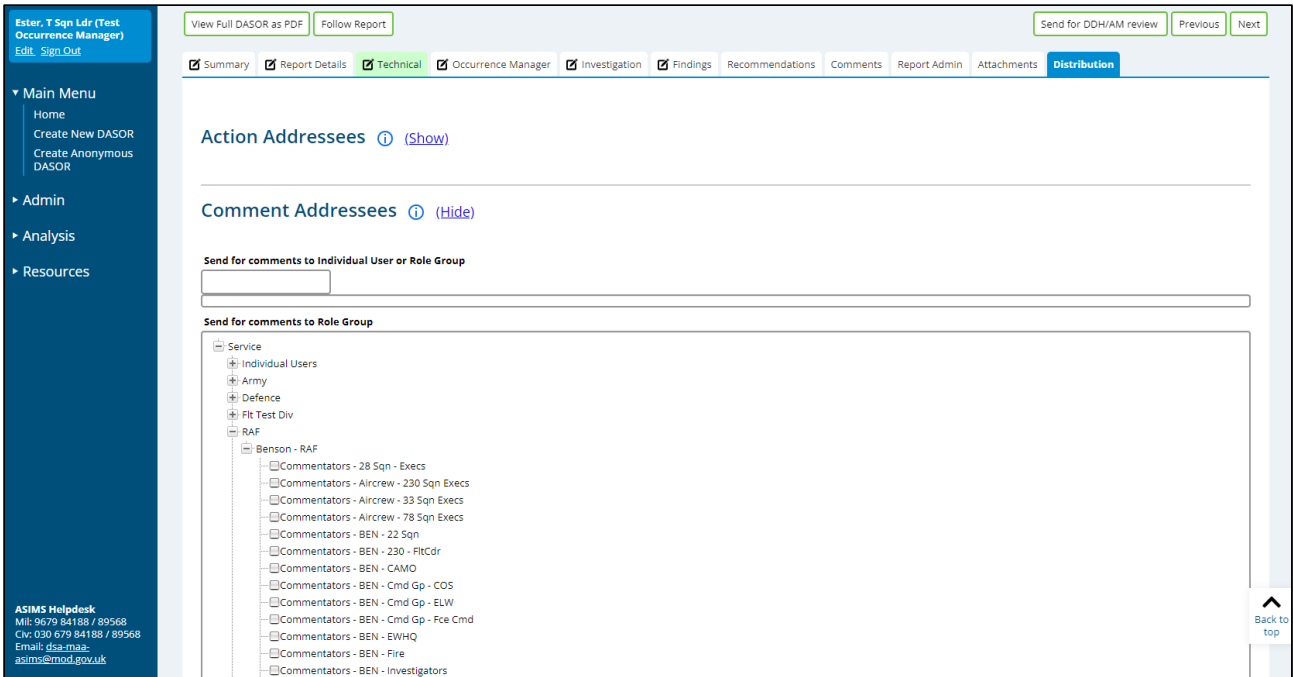 Ester, T Sqn Ldr (Test
Occurrence Manager)
Edit Sign Out
Main Menu
Home
Create New DASOR
Create Anonymous
DASOR
Admin
Analysis
Resources
ASIMS Helpdesk
Mil: 9679 84188 / 89568
Civ: 030 679 84188 / 89568
Email: dsa-maa-
asims@mod.gov.uk
View Full DASOR as PDF Follow Report Send for DDH/AM review Previous Next
Summary Report Details Technical Occurrence Manager Investigation Findings Recommendations Comments Report Admin Attachments Distribution
Action Addressees (Show)
Comment Addressees (Hide)
Send for comments to Individual User or Role Group
Send for comments to Role Group
Service
Individual Users
Army
Defence
Flt Test Div
RAF
Benson - RAF
Commentators - 28 Sqn - Execs
Commentators - Aircrew - 230 Sqn Execs
Commentators - Aircrew - 33 Sqn Execs
Commentators - Aircrew - 78 Sqn Execs
Commentators - BEN - 22 Sqn
Commentators - BEN - 230 - FltCdr
Commentators - BEN - CAMO
Commentators - BEN - Cmd Gp - COS
Commentators - BEN - Cmd Gp - ELW
Commentators - BEN - Cmd Gp - Fce Cmd
Commentators - BEN - EWHQ
Commentators - BEN - Fire
Commentators - BEN - Investigators
Back to
top